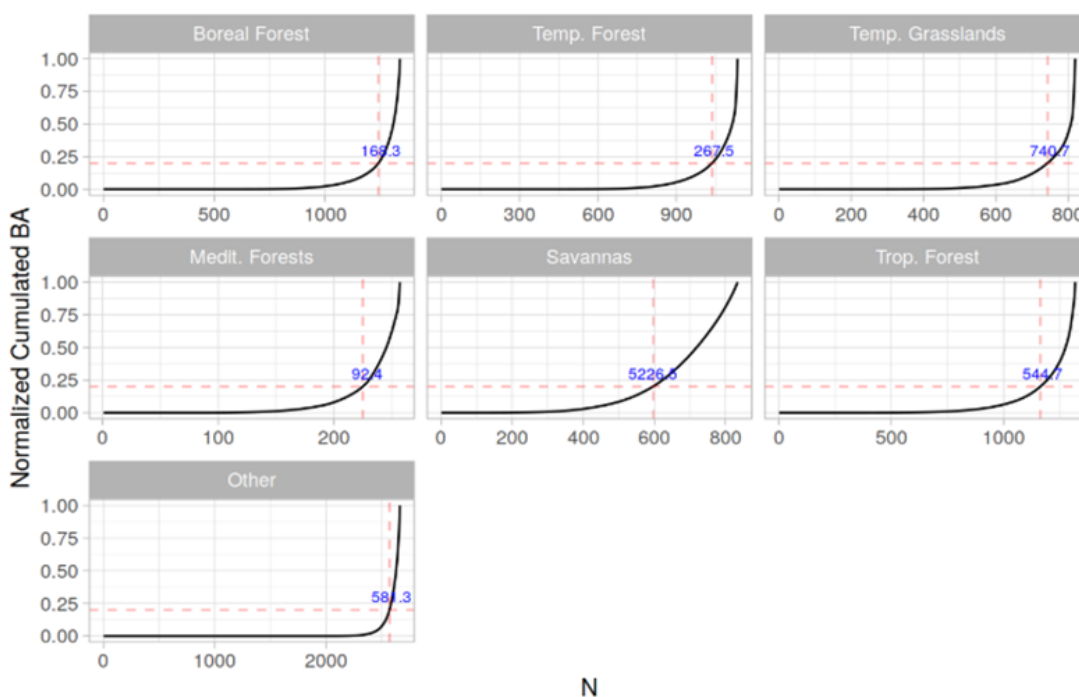 Normalized Cumulated BA
Boreal Forest
1.00
0.75
0.50
0.25
0.00
168.3
0 500 1000
Temp. Forest
267.5
0 300 600 900
Temp. Grasslands
740.7
0 200 400 600 800
Medit. Forests
1.00
0.75
0.50
0.25
0.00
92.4
0 100 200
Savannas
5226.5
0 200 400 600 800
Trop. Forest
544.7
0 500 1000
Other
1.00
0.75
0.50
0.25
0.00
581.3
0 1000 2000
N